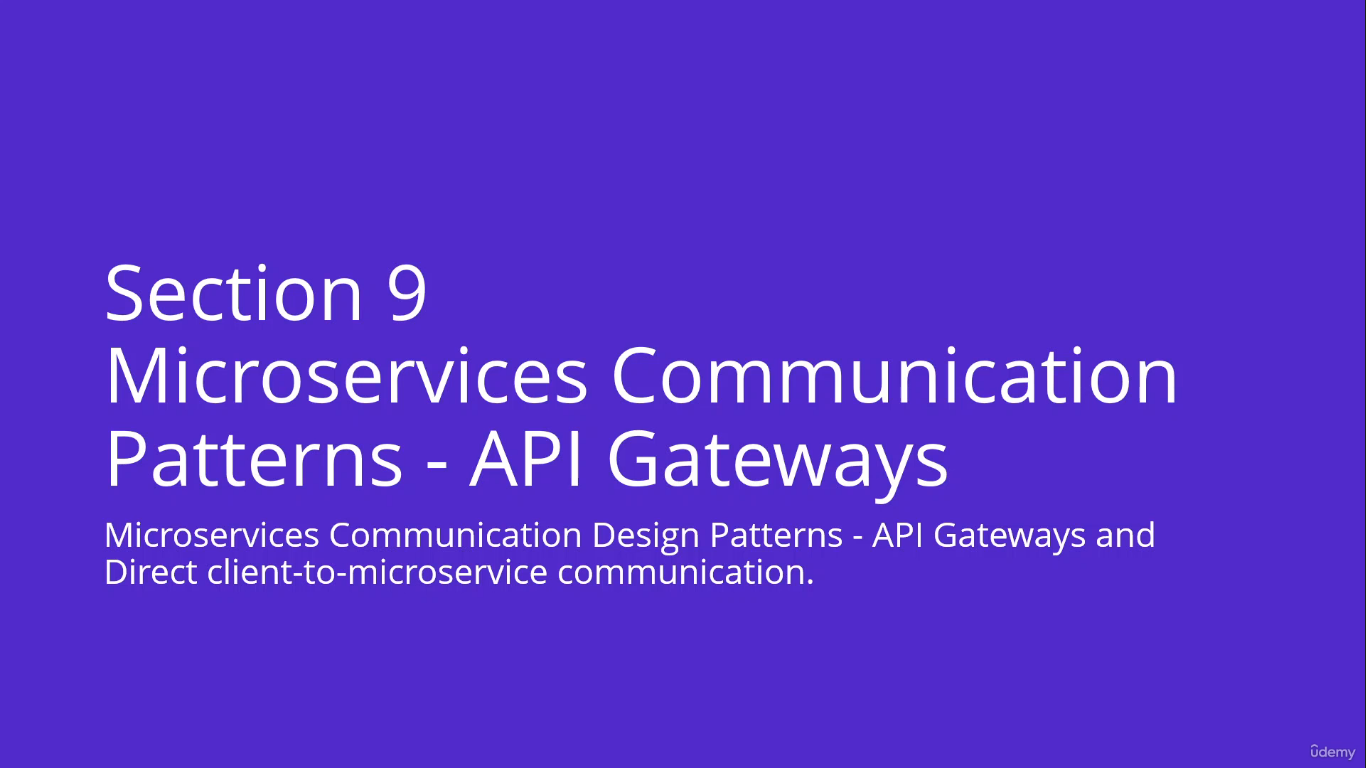 Section 9
Microservices Communication
Patterns - API Gateways
Microservices Communication Design Patterns - API Gateways and
Direct client-to-microservice communication.
ûdemy